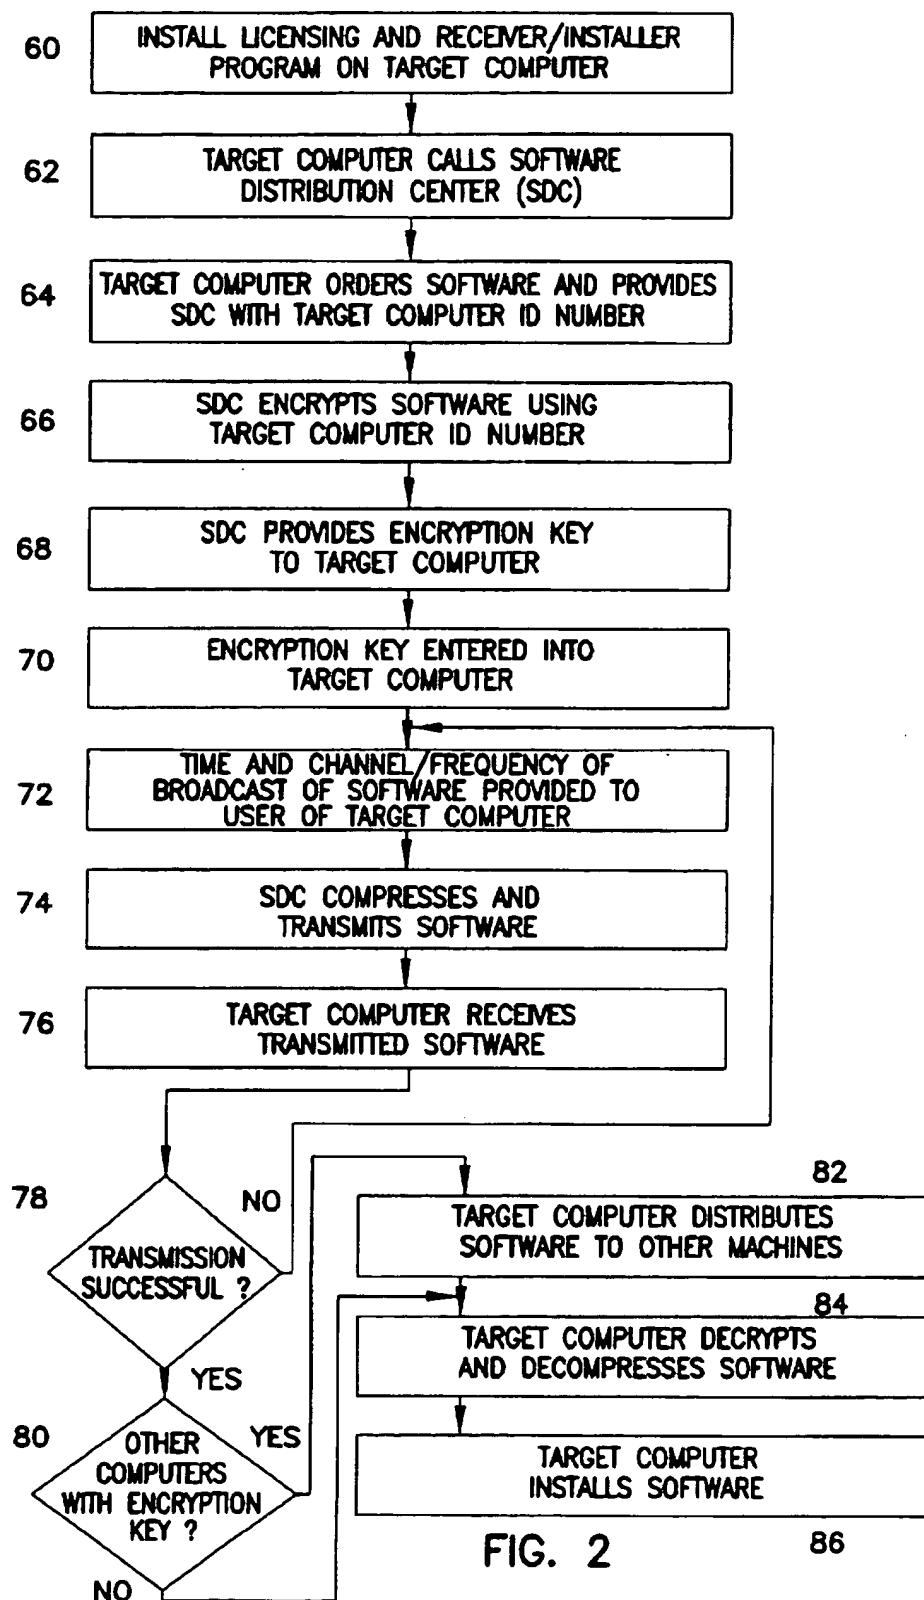 60
INSTALL LICENSING AND RECEIVER/INSTALLER
PROGRAM ON TARGET COMPUTER
62
TARGET COMPUTER CALLS SOFTWARE
DISTRIBUTION CENTER (SDC)
64
TARGET COMPUTER ORDERS SOFTWARE AND PROVIDES
SDC WITH TARGET COMPUTER ID NUMBER
66
SDC ENCRYPTS SOFTWARE USING
TARGET COMPUTER ID NUMBER
68
SDC PROVIDES ENCRYPTION KEY
TO TARGET COMPUTER
70
ENCRYPTION KEY ENTERED INTO
TARGET COMPUTER
72
TIME AND CHANNEL/FREQUENCY OF
BROADCAST OF SOFTWARE PROVIDED TO
USER OF TARGET COMPUTER
74
SDC COMPRESSES AND
TRANSMITS SOFTWARE
76
TARGET COMPUTER RECEIVES
TRANSMITTED SOFTWARE
78
NO
TRANSMISSION
SUCCESSFUL ?
YES
80
OTHER
COMPUTERS
WITH ENCRYPTION
KEY ?
YES
NO
82
TARGET COMPUTER DISTRIBUTES
SOFTWARE TO OTHER MACHINES
84
TARGET COMPUTER DECRYPTS
AND DECOMPRESSES SOFTWARE
TARGET COMPUTER
INSTALLS SOFTWARE
86
FIG. 2